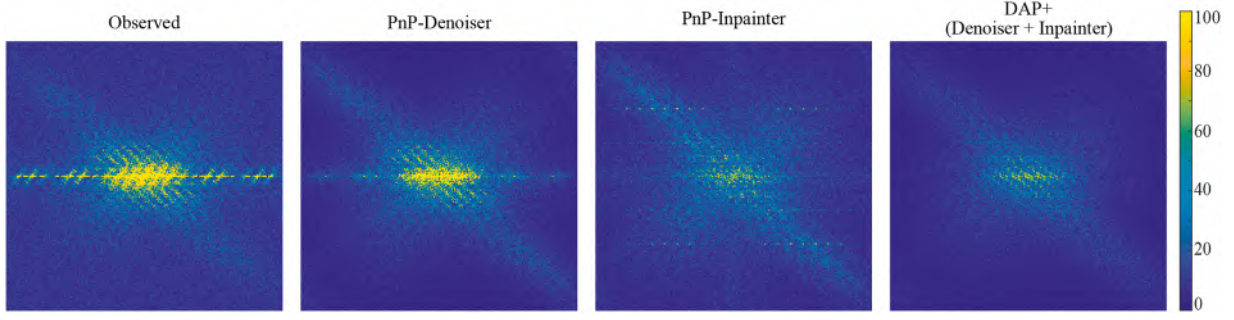 Observed
PnP-Denoiser
PnP-Inpainter
DAP+
(Denoiser + Inpainter)
100
80
60
40
20
0